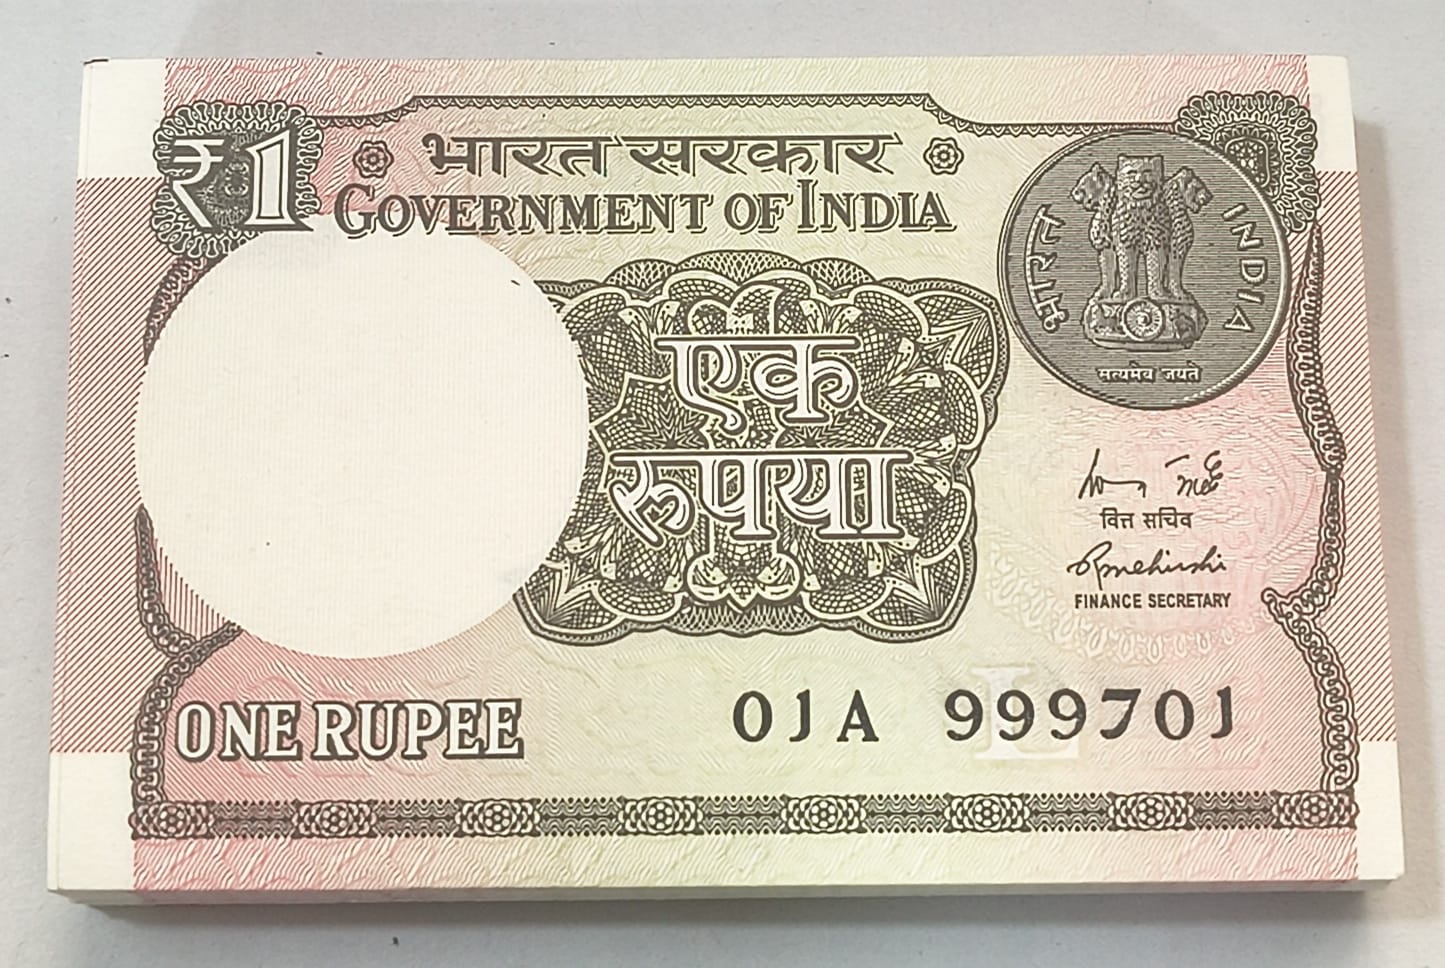 ₹1
भारत सरकार
GOVERNMENT OF INDIA
भारत
INDIA
सत्यमेव जयते
एक
रुपया
वित्त सचिव
FINANCE SECRETARY
ONE RUPEE
01A 999701
L